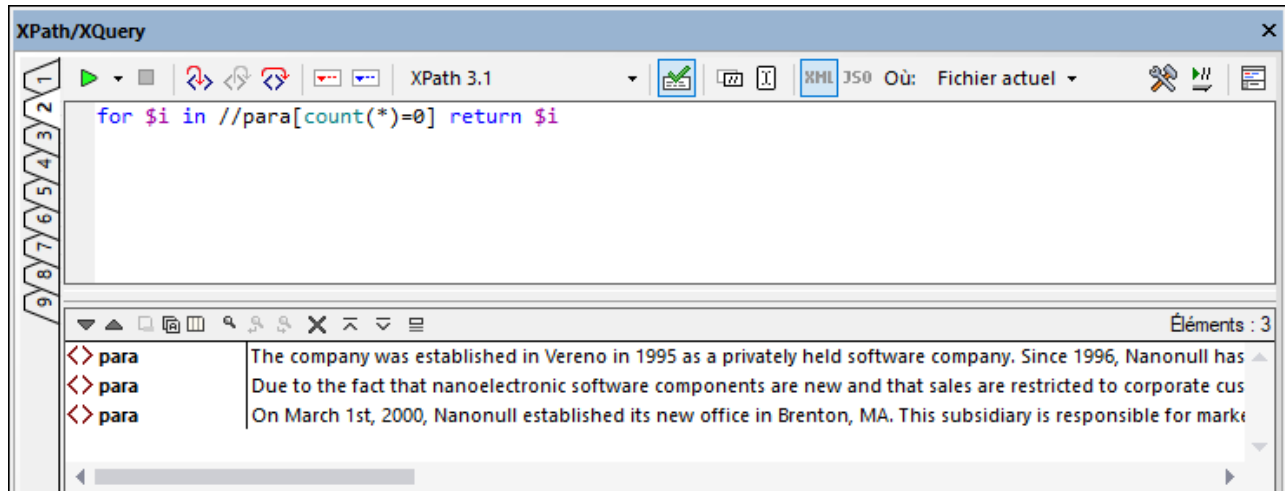 XPath/XQuery
XPath 3.1 XML JSO Où: Fichier actuel
1
2
3
4
5
6
7
8
9
for $i in //para[count(*)=0] return $i
Éléments : 3
<> para The company was established in Vereno in 1995 as a privately held software company. Since 1996, Nanonull has
<> para Due to the fact that nanoelectronic software components are new and that sales are restricted to corporate cus
<> para On March 1st, 2000, Nanonull established its new office in Brenton, MA. This subsidiary is responsible for marke